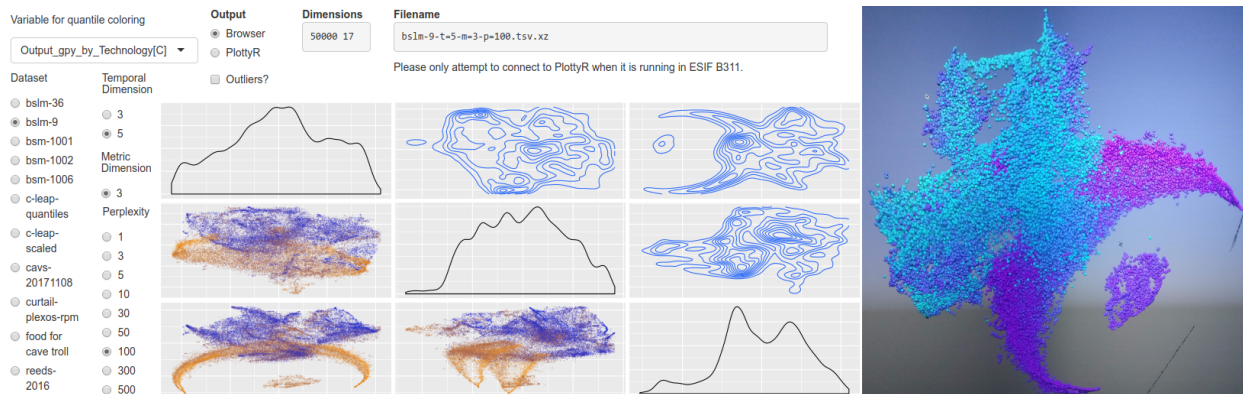 Variable for quantile coloring
Output_gpy_by_Technology[C]
Output
Browser
PlottyR
Outliers?
Dimensions
50000 17
Filename
bslm-9-t=5-m=3-p=100.tsv.xz
Please only attempt to connect to PlottyR when it is running in ESIF B311.
Dataset
bslm-36
bslm-9
bsm-1001
bsm-1002
bsm-1006
c-leap-
quantiles
c-leap-
scaled
cavs-
20171108
curtail-
plexos-rpm
food for
cave troll
reeds-
2016
Temporal
Dimension
3
5
Metric
Dimension
3
Perplexity
1
3
5
10
30
50
100
300
500